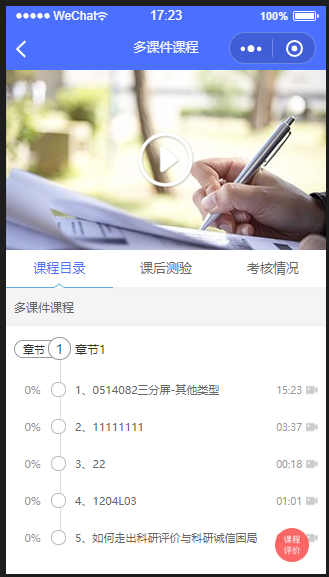 WeChat 17:23 100%
多课件课程
课程目录 课后测验 考核情况
多课件课程
章节 1 章节1
0% 1、0514082三分屏-其他类型 15:23
0% 2、11111111 03:37
0% 3、22 00:18
0% 4、1204L03 01:01
0% 5、如何走出科研评价与科研诚信困局
课程
评价